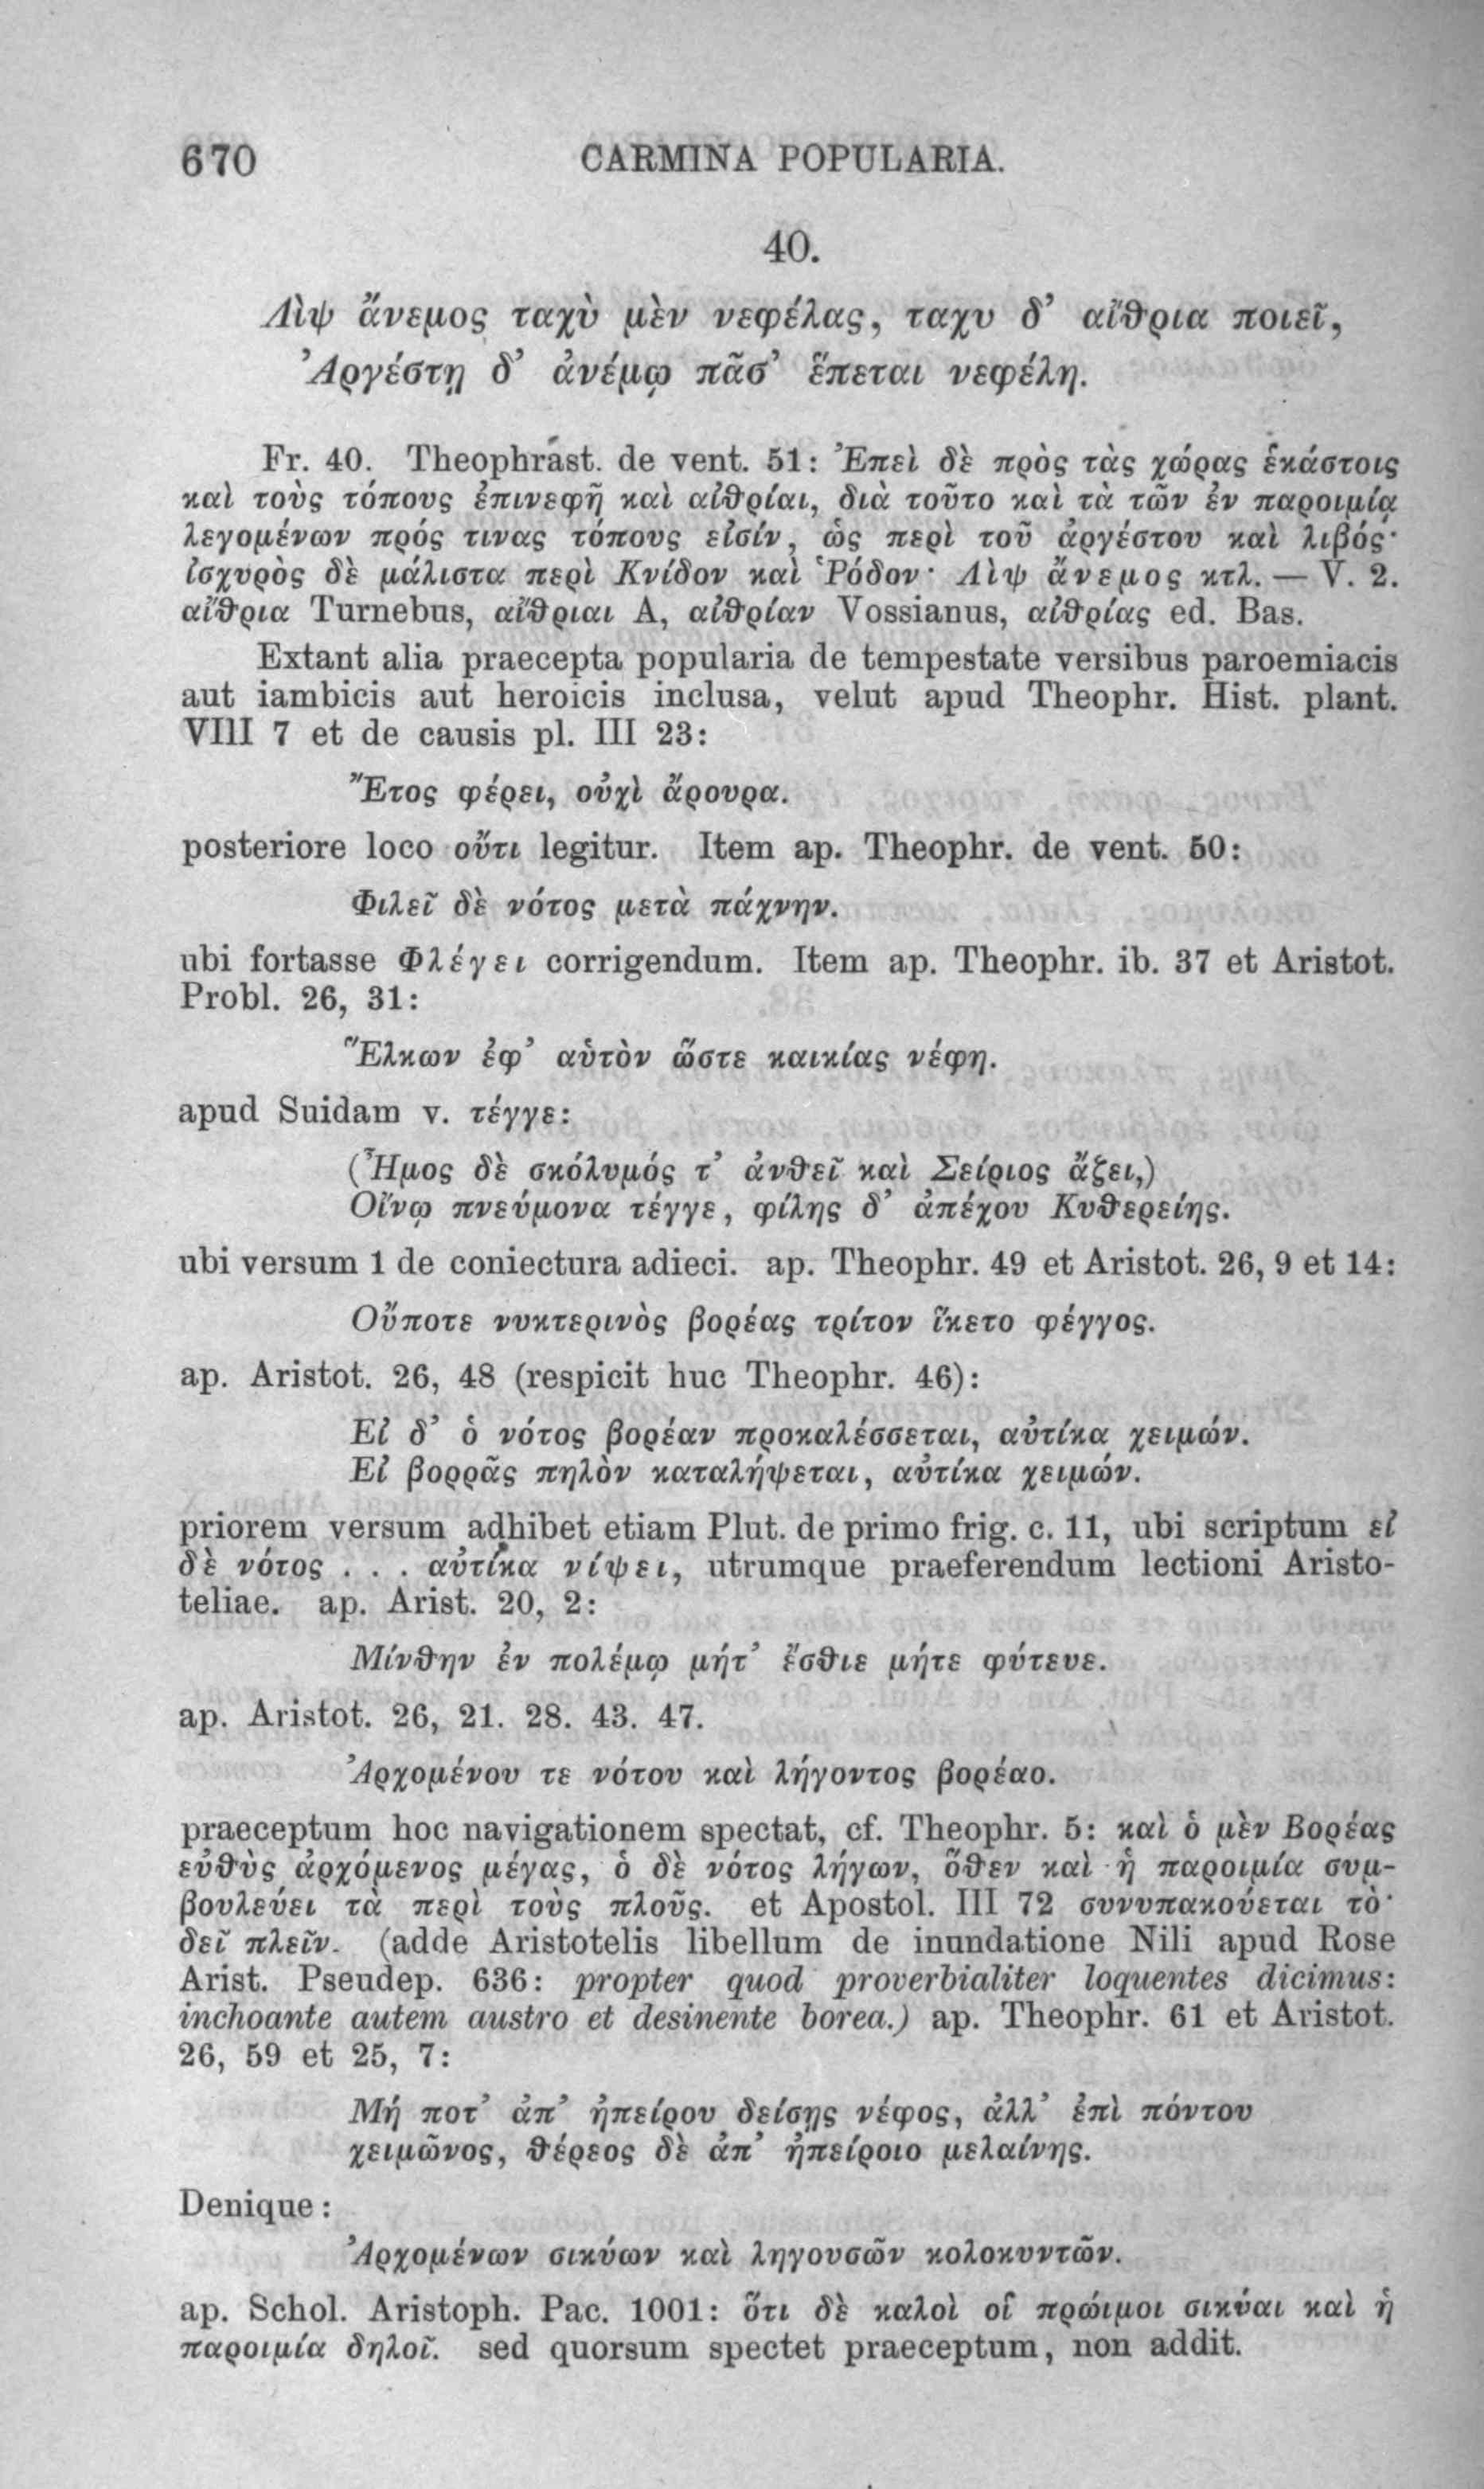 670 CARMINA POPULARIA.
40.
Λὶψ ἄνεμος ταχὺ μὲν νεφέλας, ταχυ δ’ αἴθρια ποιεῖ,
Ἀργέστῃ δ’ ἀνέμῳ πᾶσ’ ἕπεται νεφέλη.
Fr. 40. Theophrast. de vent. 51: Ἐπεὶ δὲ πρὸς τὰς χώρας ἑκάστοις
καὶ τοὺς τόπους ἐπινεφῆ καὶ αἰθρίαι, διὰ τοῦτο καὶ τὰ τῶν ἐν παροιμίᾳ
λεγομένων πρός τινας τόπους εἰσίν, ὡς περὶ τοῦ ἀργέστου καὶ λιβός·
ἰσχυρὸς δὲ μάλιστα περὶ Κνίδον καὶ Ῥόδον· Λὶψ ἄνεμος κτλ. — V. 2.
αἴθρια Turnebus, αἴθριαι A, αἰθρίαν Vossianus, αἰθρίας ed. Bas.
Extant alia praecepta popularia de tempestate versibus paroemiacis
aut iambicis aut heroicis inclusa, velut apud Theophr. Hist. plant.
VIII 7 et de causis pl. III 23:
Ἔτος φέρει, οὐχὶ ἄρουρα.
posteriore loco οὔτι legitur. Item ap. Theophr. de vent. 50:
Φιλεῖ δὲ νότος μετὰ πάχνην.
ubi fortasse Φλέγει corrigendum. Item ap. Theophr. ib. 37 et Aristot.
Probl. 26, 31:
Ἕλκων ἐφ’ αὑτὸν ὥστε καικίας νέφη.
apud Suidam v. τέγγε:
(Ἦμος δὲ σκόλυμός τ’ ἀνθεῖ καὶ Σείριος ἄζει,)
Οἴνῳ πνεύμονα τέγγε, φίλης δ’ ἀπέχου Κυθερείης.
ubi versum 1 de coniectura adieci. ap. Theophr. 49 et Aristot. 26, 9 et 14:
Οὔποτε νυκτερινὸς βορέας τρίτον ἵκετο φέγγος.
ap. Aristot. 26, 48 (respicit huc Theophr. 46):
Εἰ δ’ ὁ νότος βορέαν προκαλέσσεται, αὐτίκα χειμών.
Εἰ βορρᾶς πηλὸν καταλήψεται, αὐτίκα χειμών.
priorem versum adhibet etiam Plut. de primo frig. c. 11, ubi scriptum εἰ
δὲ νότος . . . αὐτίκα νίψει, utrumque praeferendum lectioni Aristo-
teliae. ap. Arist. 20, 2:
Μίνθην ἐν πολέμῳ μήτ’ ἔσθιε μήτε φύτευε.
ap. Aristot. 26, 21. 28. 43. 47.
Ἀρχομένου τε νότου καὶ λήγοντος βορέαο.
praeceptum hoc navigationem spectat, cf. Theophr. 5: καὶ ὁ μὲν Βορέας
εὐθὺς ἀρχόμενος μέγας, ὁ δὲ νότος λήγων, ὅθεν καὶ ἡ παροιμία συμ-
βουλεύει τὰ περὶ τοὺς πλοῦς. et Apostol. III 72 συνυπακούεται τὸ·
δεῖ πλεῖν. (adde Aristotelis libellum de inundatione Nili apud Rose
Arist. Pseudep. 636: propter quod proverbialiter loquentes dicimus:
inchoante autem austro et desinente borea.) ap. Theophr. 61 et Aristot.
26, 59 et 25, 7:
Μή ποτ’ ἀπ’ ἠπείρου δείσῃς νέφος, ἀλλ’ ἐπὶ πόντου
χειμῶνος, θέρεος δὲ ἀπ’ ἠπείροιο μελαίνης.
Denique:
Ἀρχομένων σικύων καὶ ληγουσῶν κολοκυντῶν.
ap. Schol. Aristoph. Pac. 1001: ὅτι δὲ καλοὶ οἱ πρώιμοι σικύαι καὶ ἡ
παροιμία δηλοῖ. sed quorsum spectet praeceptum, non addit.